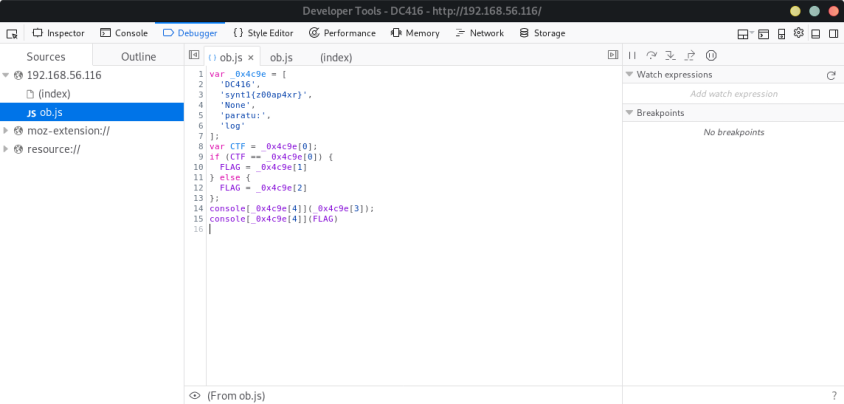 Developer Tools - DC416 - http://192.168.56.116/
Inspector Console Debugger { } Style Editor Performance Memory Network Storage
Sources Outline
ob.js × ob.js (index)
192.168.56.116
(index)
JS ob.js
moz-extension://
resource://
1 var _0x4c9e = [
2 'DC416',
3 'synt1{z00ap4xr}',
4 'None',
5 'paratu:',
6 'log'
7 ];
8 var CTF = _0x4c9e[0];
9 if (CTF == _0x4c9e[0]) {
10 FLAG = _0x4c9e[1]
11 } else {
12 FLAG = _0x4c9e[2]
13 };
14 console[_0x4c9e[4]](_0x4c9e[3]);
15 console[_0x4c9e[4]](FLAG)
16
(From ob.js)
Watch expressions
Add watch expression
Breakpoints
No breakpoints
?